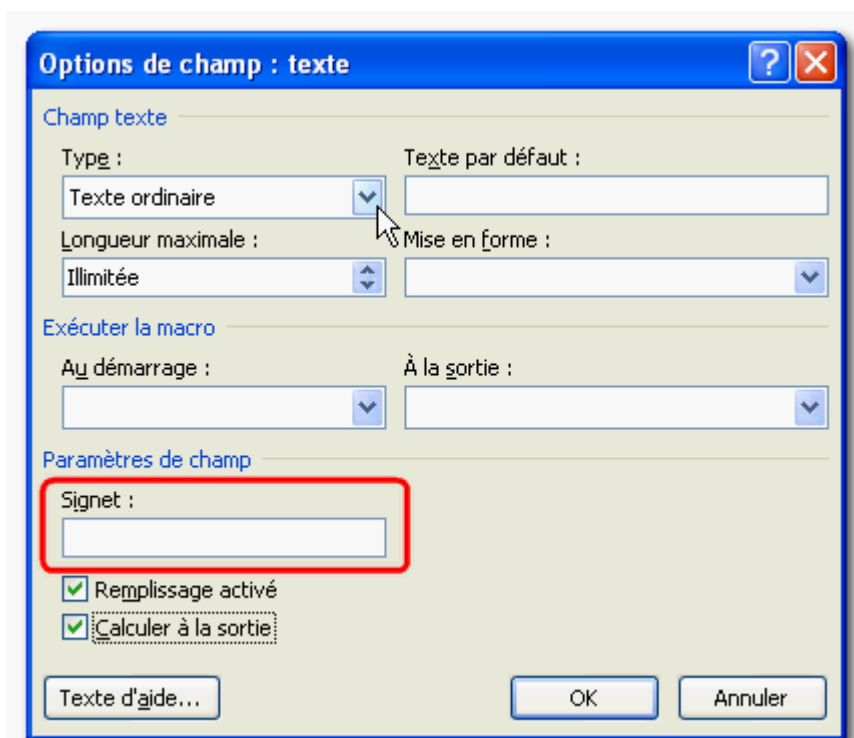 Options de champ : texte
Champ texte
Type : Texte par défaut :
Texte ordinaire
Longueur maximale : Mise en forme :
Illimitée
Exécuter la macro
Au démarrage : À la sortie :
Paramètres de champ
Signet :
Remplissage activé
Calculer à la sortie
Texte d'aide... OK Annuler